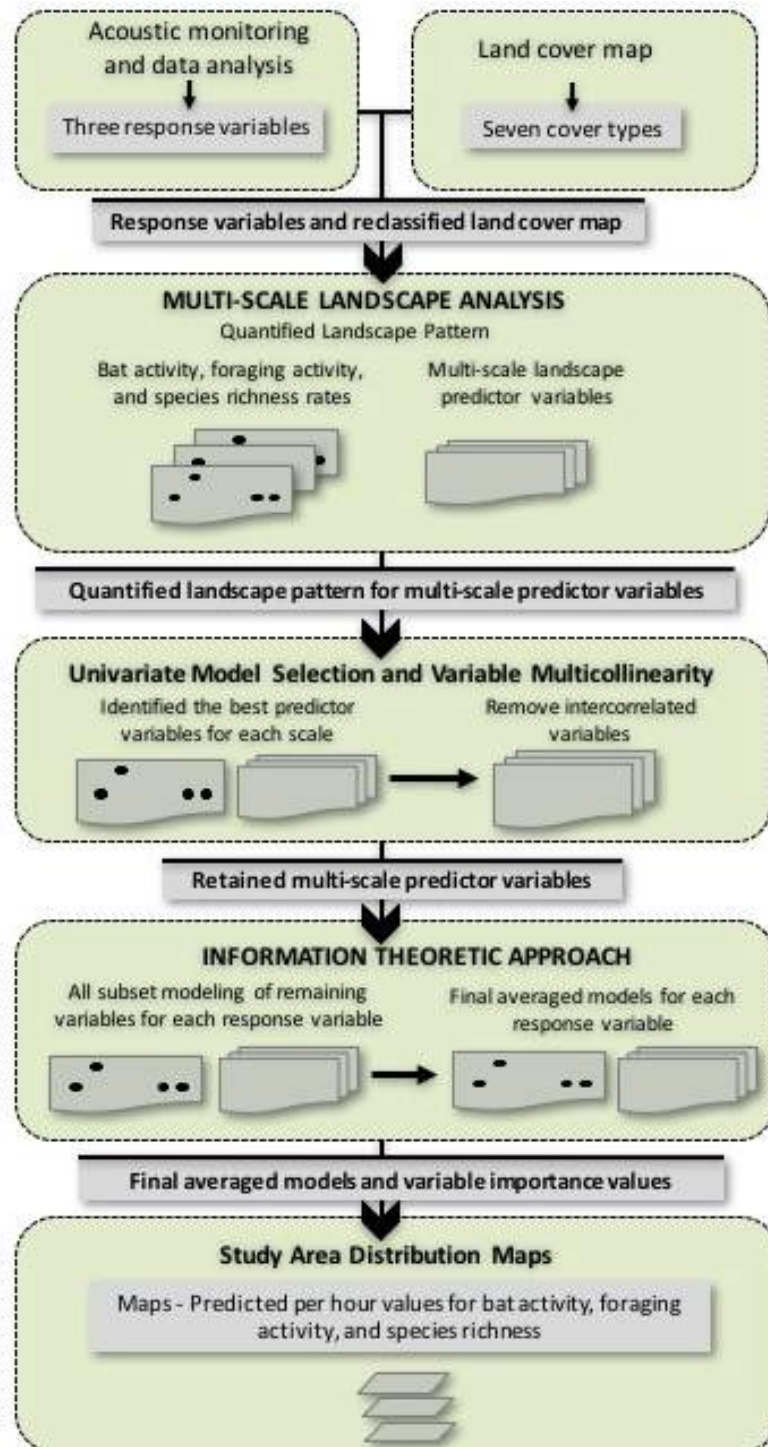 Acoustic monitoring
and data analysis
Three response variables
Land cover map
Seven cover types
Response variables and reclassified land cover map
MULTI-SCALE LANDSCAPE ANALYSIS
Quantified Landscape Pattern
Bat activity, foraging activity,
and species richness rates
Multi-scale landscape
predictor variables
Quantified landscape pattern for multi-scale predictor variables
Univariate Model Selection and Variable Multicollinearity
Identified the best predictor
variables for each scale
Remove intercorrelated
variables
Retained multi-scale predictor variables
INFORMATION THEORETIC APPROACH
All subset modeling of remaining
variables for each response variable
Final averaged models for each
response variable
Final averaged models and variable importance values
Study Area Distribution Maps
Maps - Predicted per hour values for bat activity, foraging
activity, and species richness